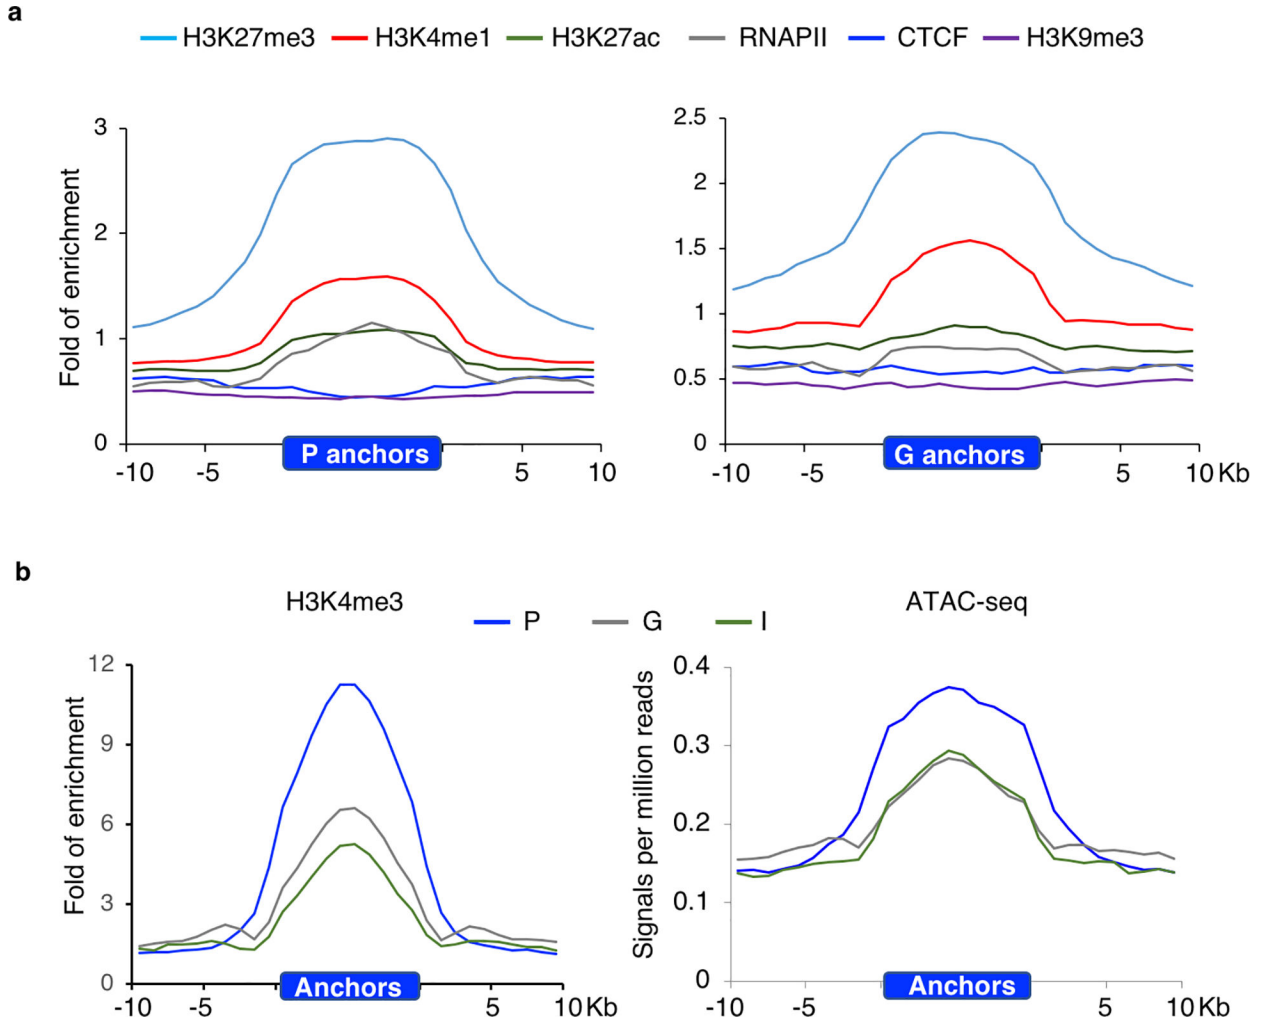 a
H3K27me3 H3K4me1 H3K27ac RNAPII CTCF H3K9me3
Fold of enrichment
3
2
1
0
-10 -5 P anchors 5 10
2.5
2
1.5
1
0.5
0
-10 -5 G anchors 5 10 Kb
b
H3K4me3
P G I
ATAC-seq
Fold of enrichment
12
9
6
3
0
-10 -5 Anchors 5 10Kb
Signals per million reads
0.4
0.3
0.2
0.1
0
-10 -5 Anchors 5 10 Kb